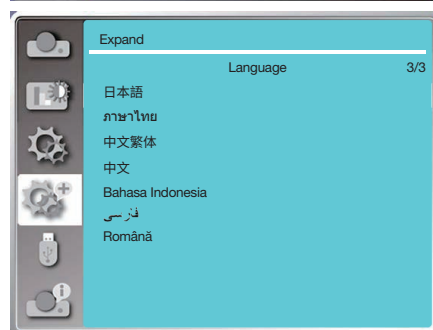 Expand
Language 3/3
日本語
ภาษาไทย
中文繁体
中文
Bahasa Indonesia
فارسی
Română